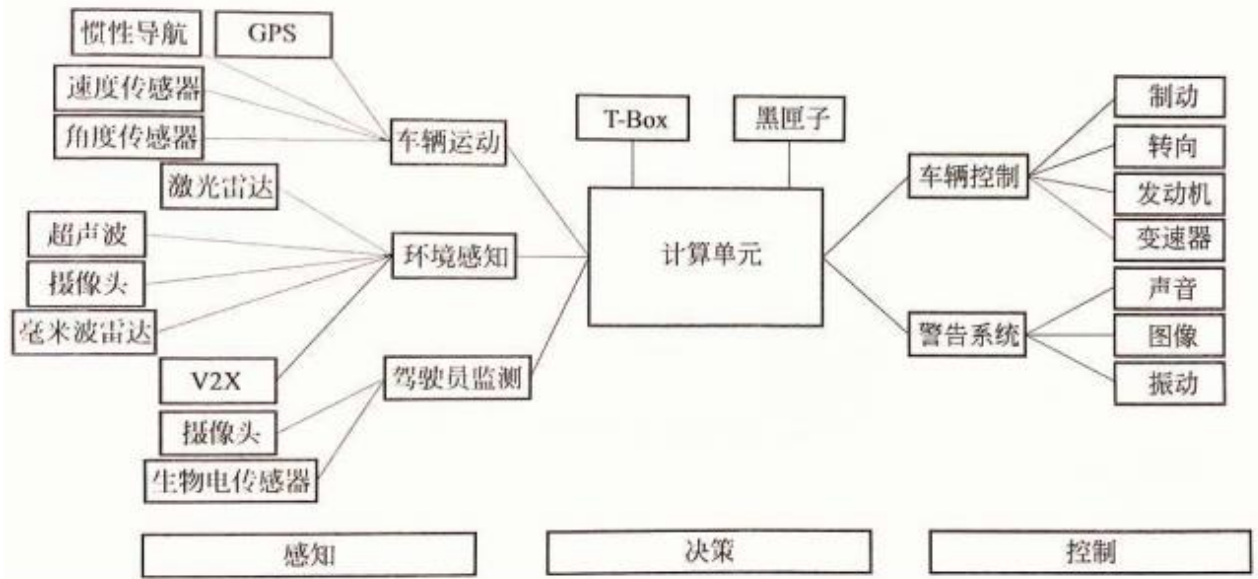 惯性导航
GPS
速度传感器
角度传感器
激光雷达
超声波
摄像头
毫米波雷达
V2X
摄像头
生物电传感器
车辆运动
环境感知
驾驶员监测
T-Box
黑匣子
计算单元
车辆控制
警告系统
制动
转向
发动机
变速器
声音
图像
振动
感知
决策
控制